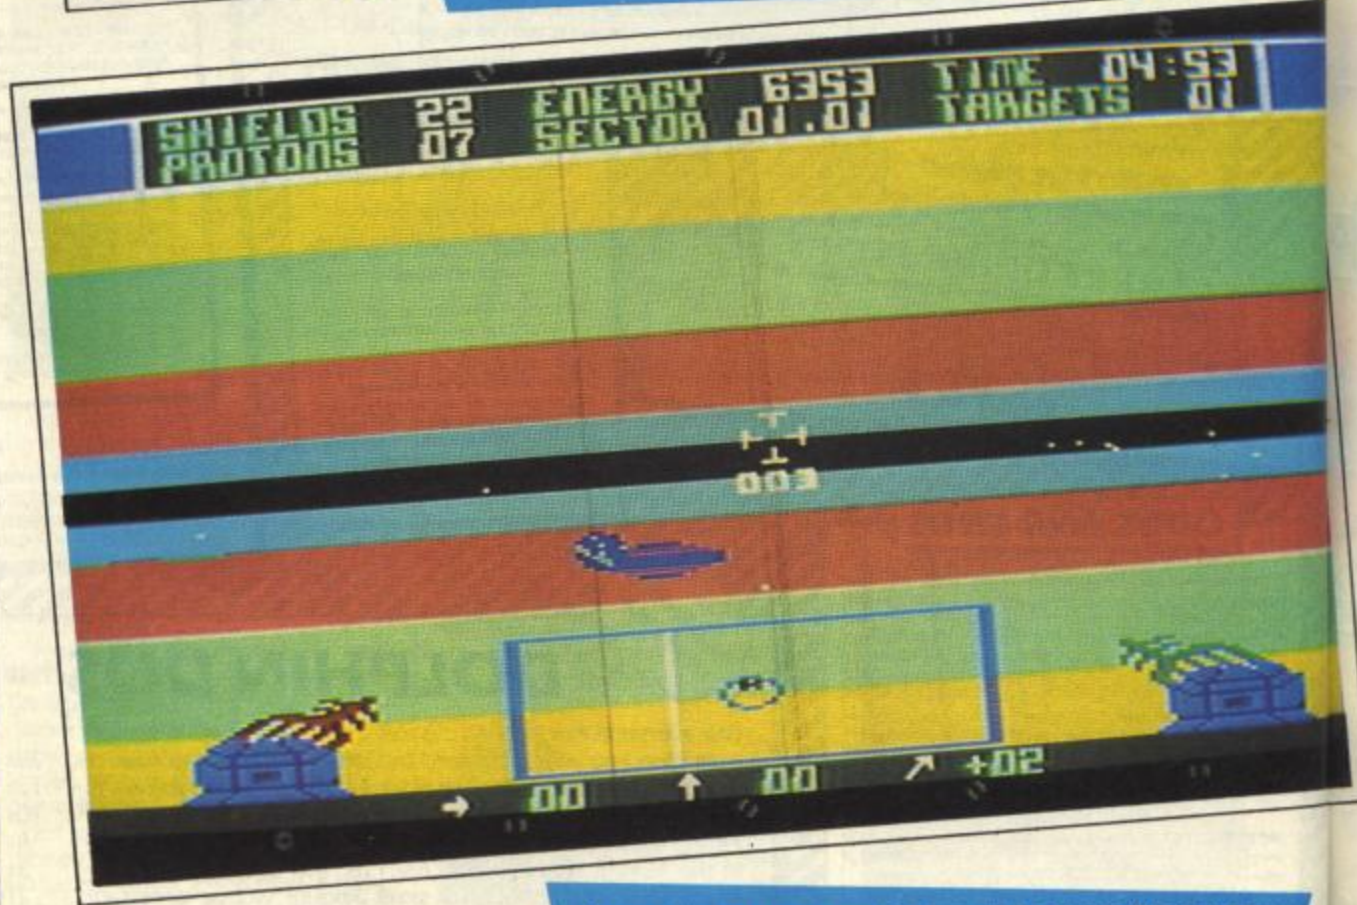 SHIELDS 22 ENERGY 6353 TIME 04:53
PROTONS 07 SECTOR 01.01 TARGETS 01
003
→ 00 ↑ 00 ↗ +02